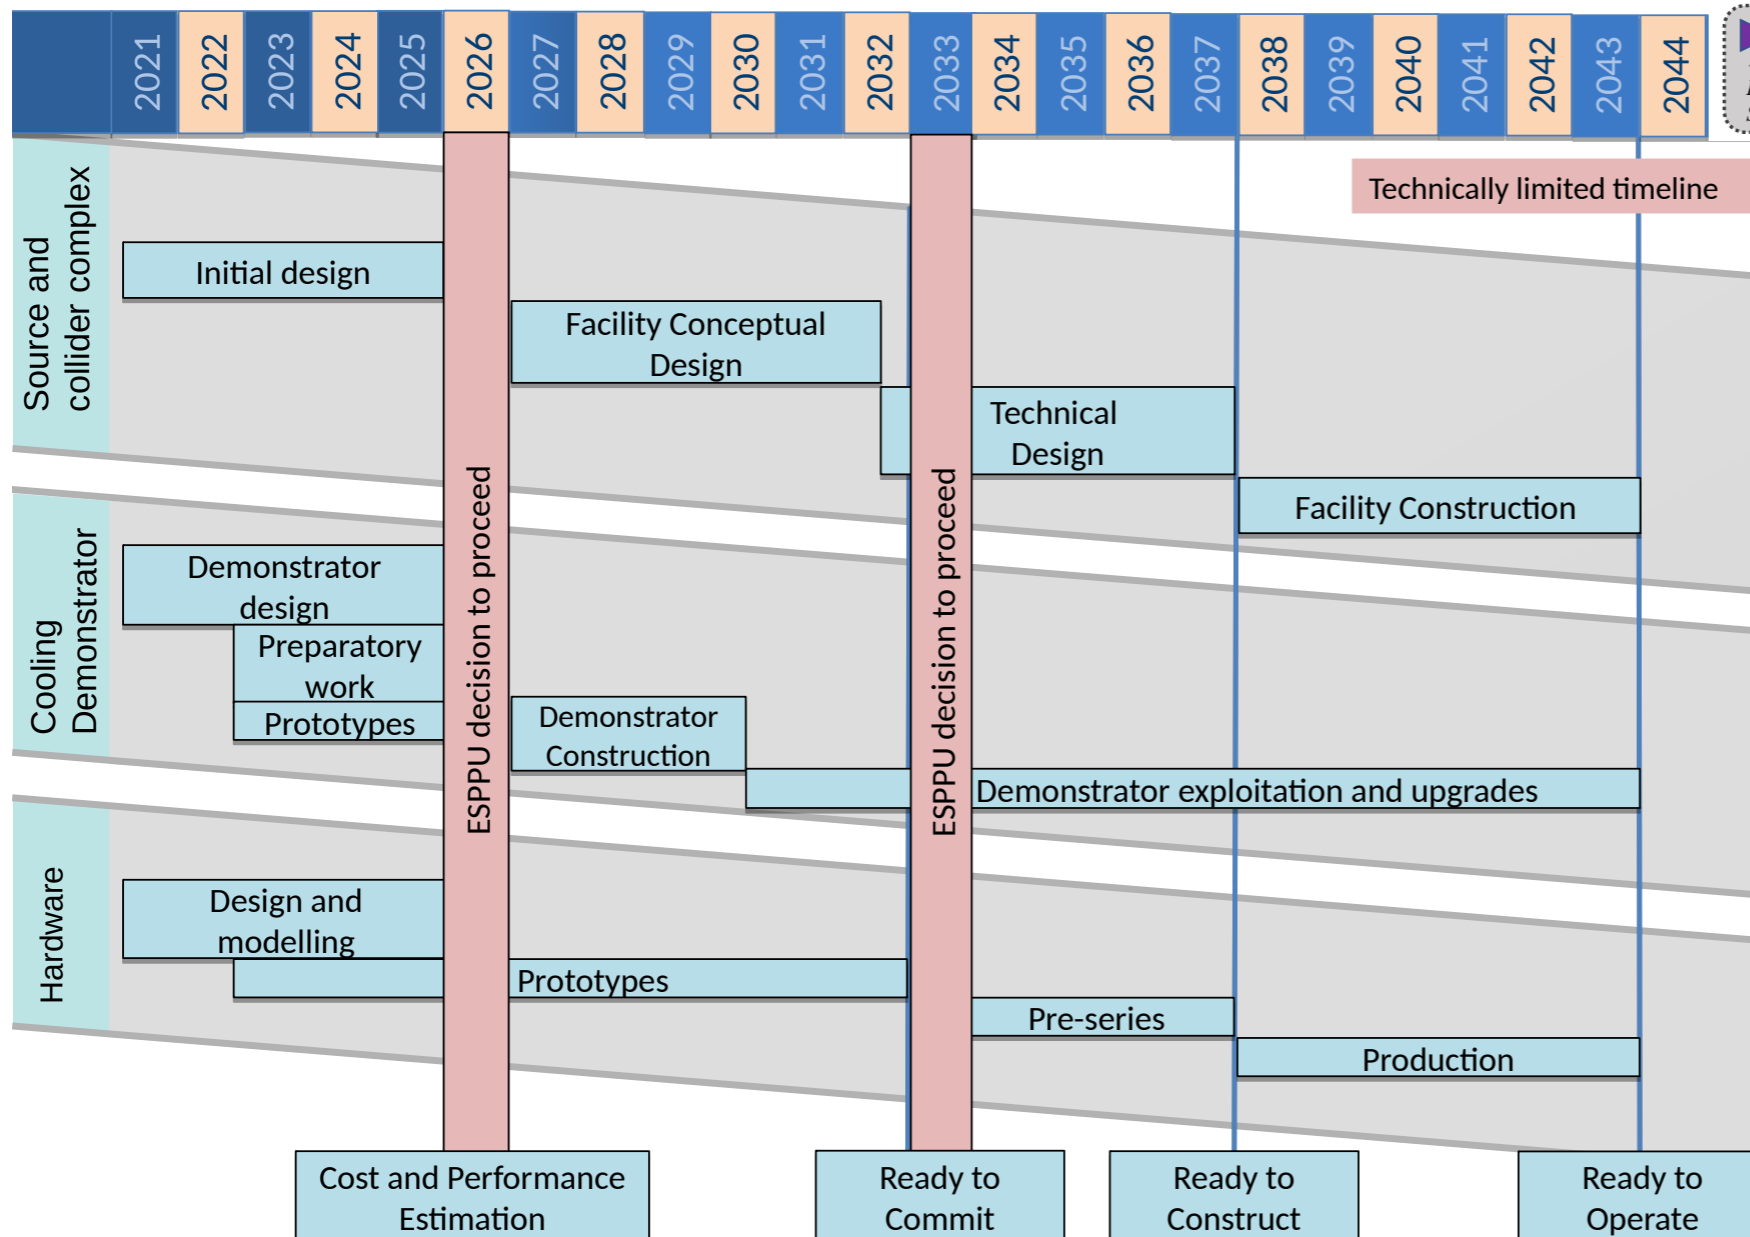 2021
2022
2023
2024
2025
2026
2027
2028
2029
2030
2031
2032
2033
2034
2035
2036
2037
2038
2039
2040
2041
2042
2043
2044
Technically limited timeline
Source and
collider complex
Initial design
Facility Conceptual
Design
Technical
Design
Facility Construction
ESPPU decision to proceed
ESPPU decision to proceed
Cooling
Demonstrator
Demonstrator
design
Preparatory
work
Prototypes
Demonstrator
Construction
Demonstrator exploitation and upgrades
Hardware
Design and
modelling
Prototypes
Pre-series
Production
Cost and Performance
Estimation
Ready to
Commit
Ready to
Construct
Ready to
Operate